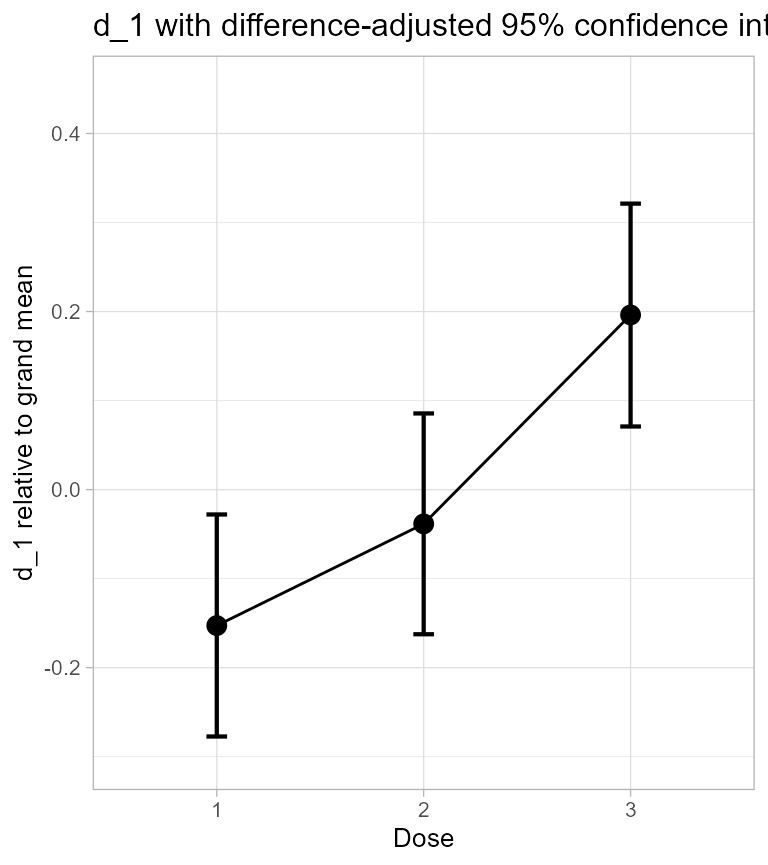 d_1 with difference-adjusted 95% confidence int
d_1 relative to grand mean
0.4
0.2
0.0
-0.2
1 2 3
Dose